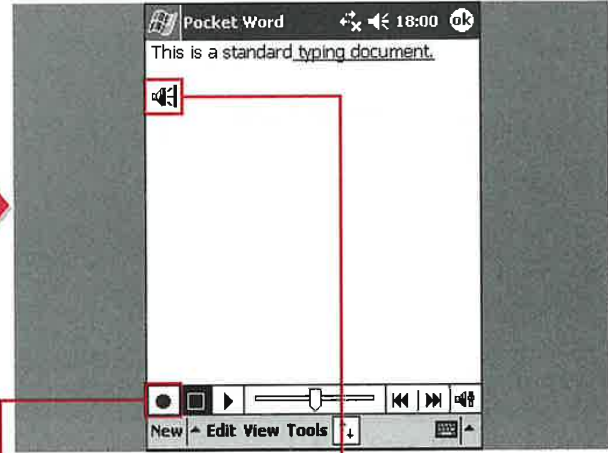 Pocket Word 18:00 ok
This is a standard typing document.
New Edit View Tools